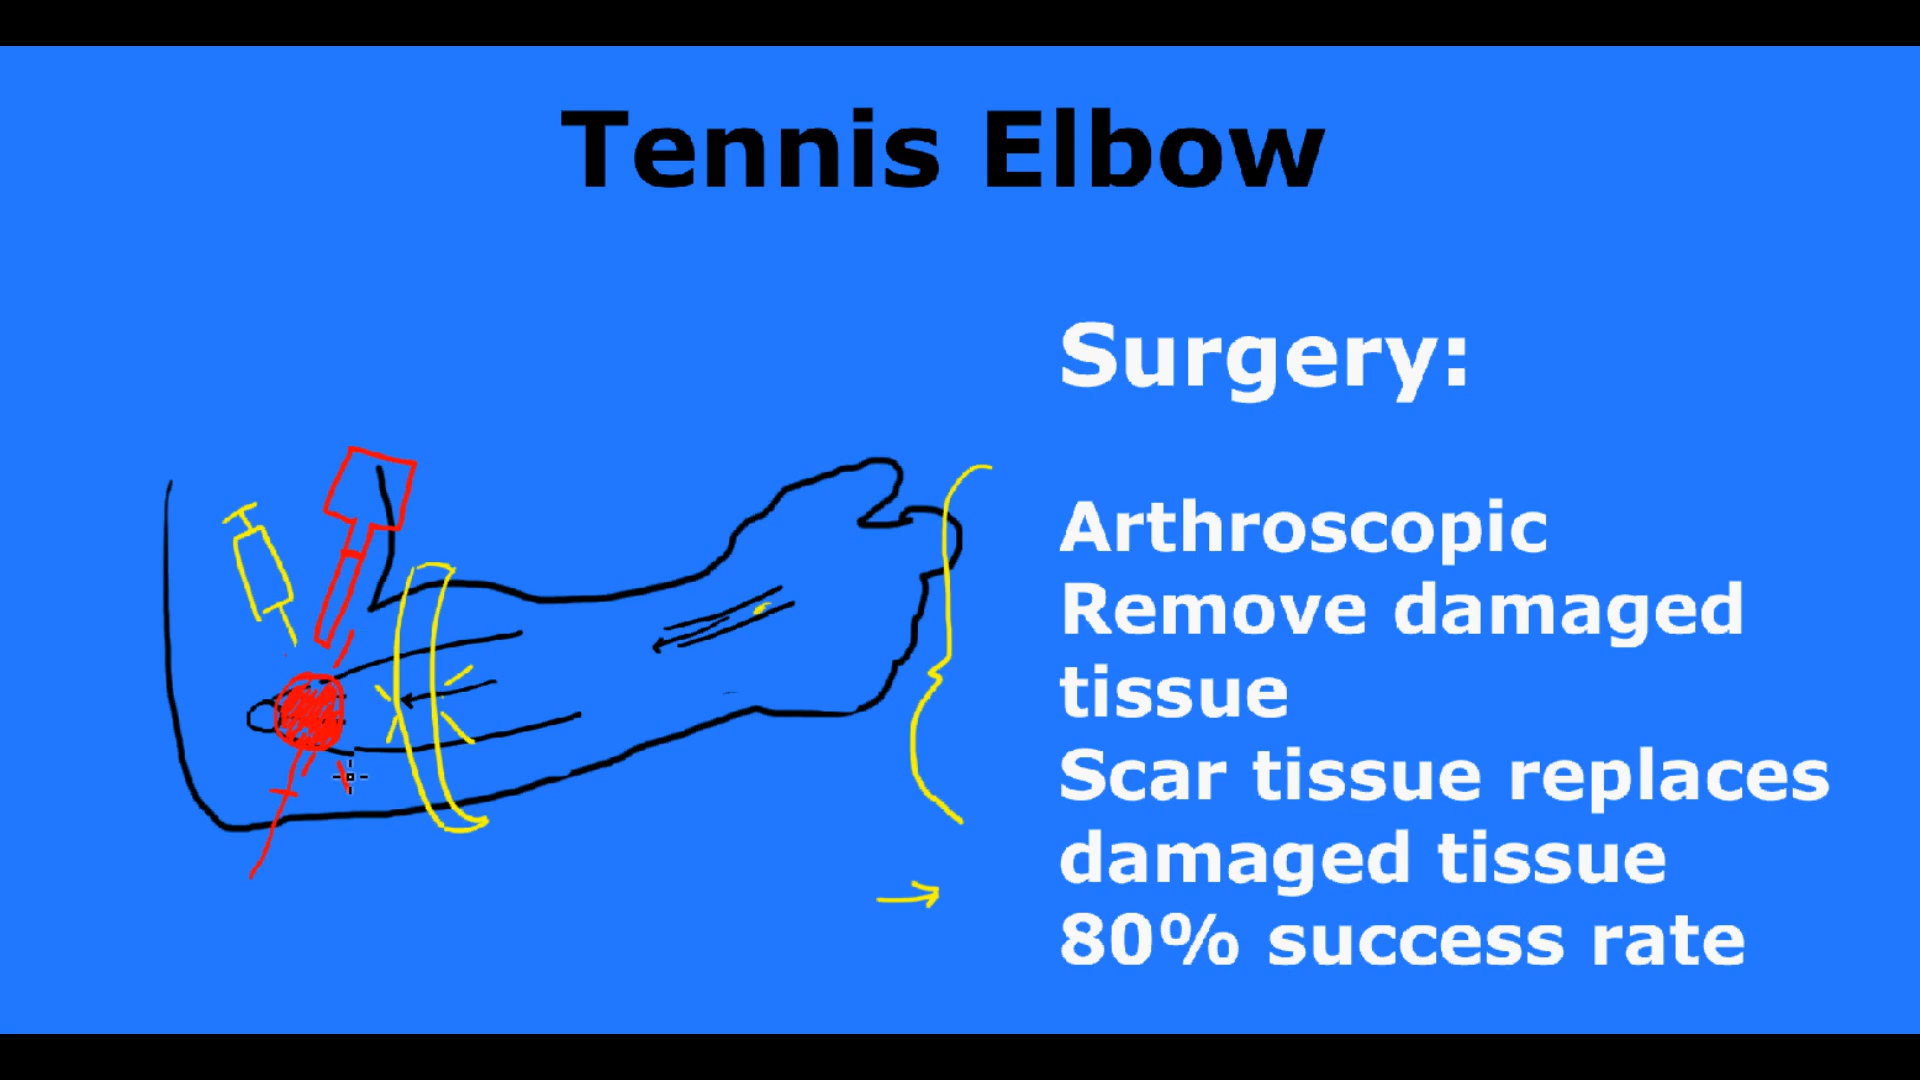 Tennis Elbow
Surgery:
Arthroscopic
Remove damaged
tissue
Scar tissue replaces
damaged tissue
80% success rate